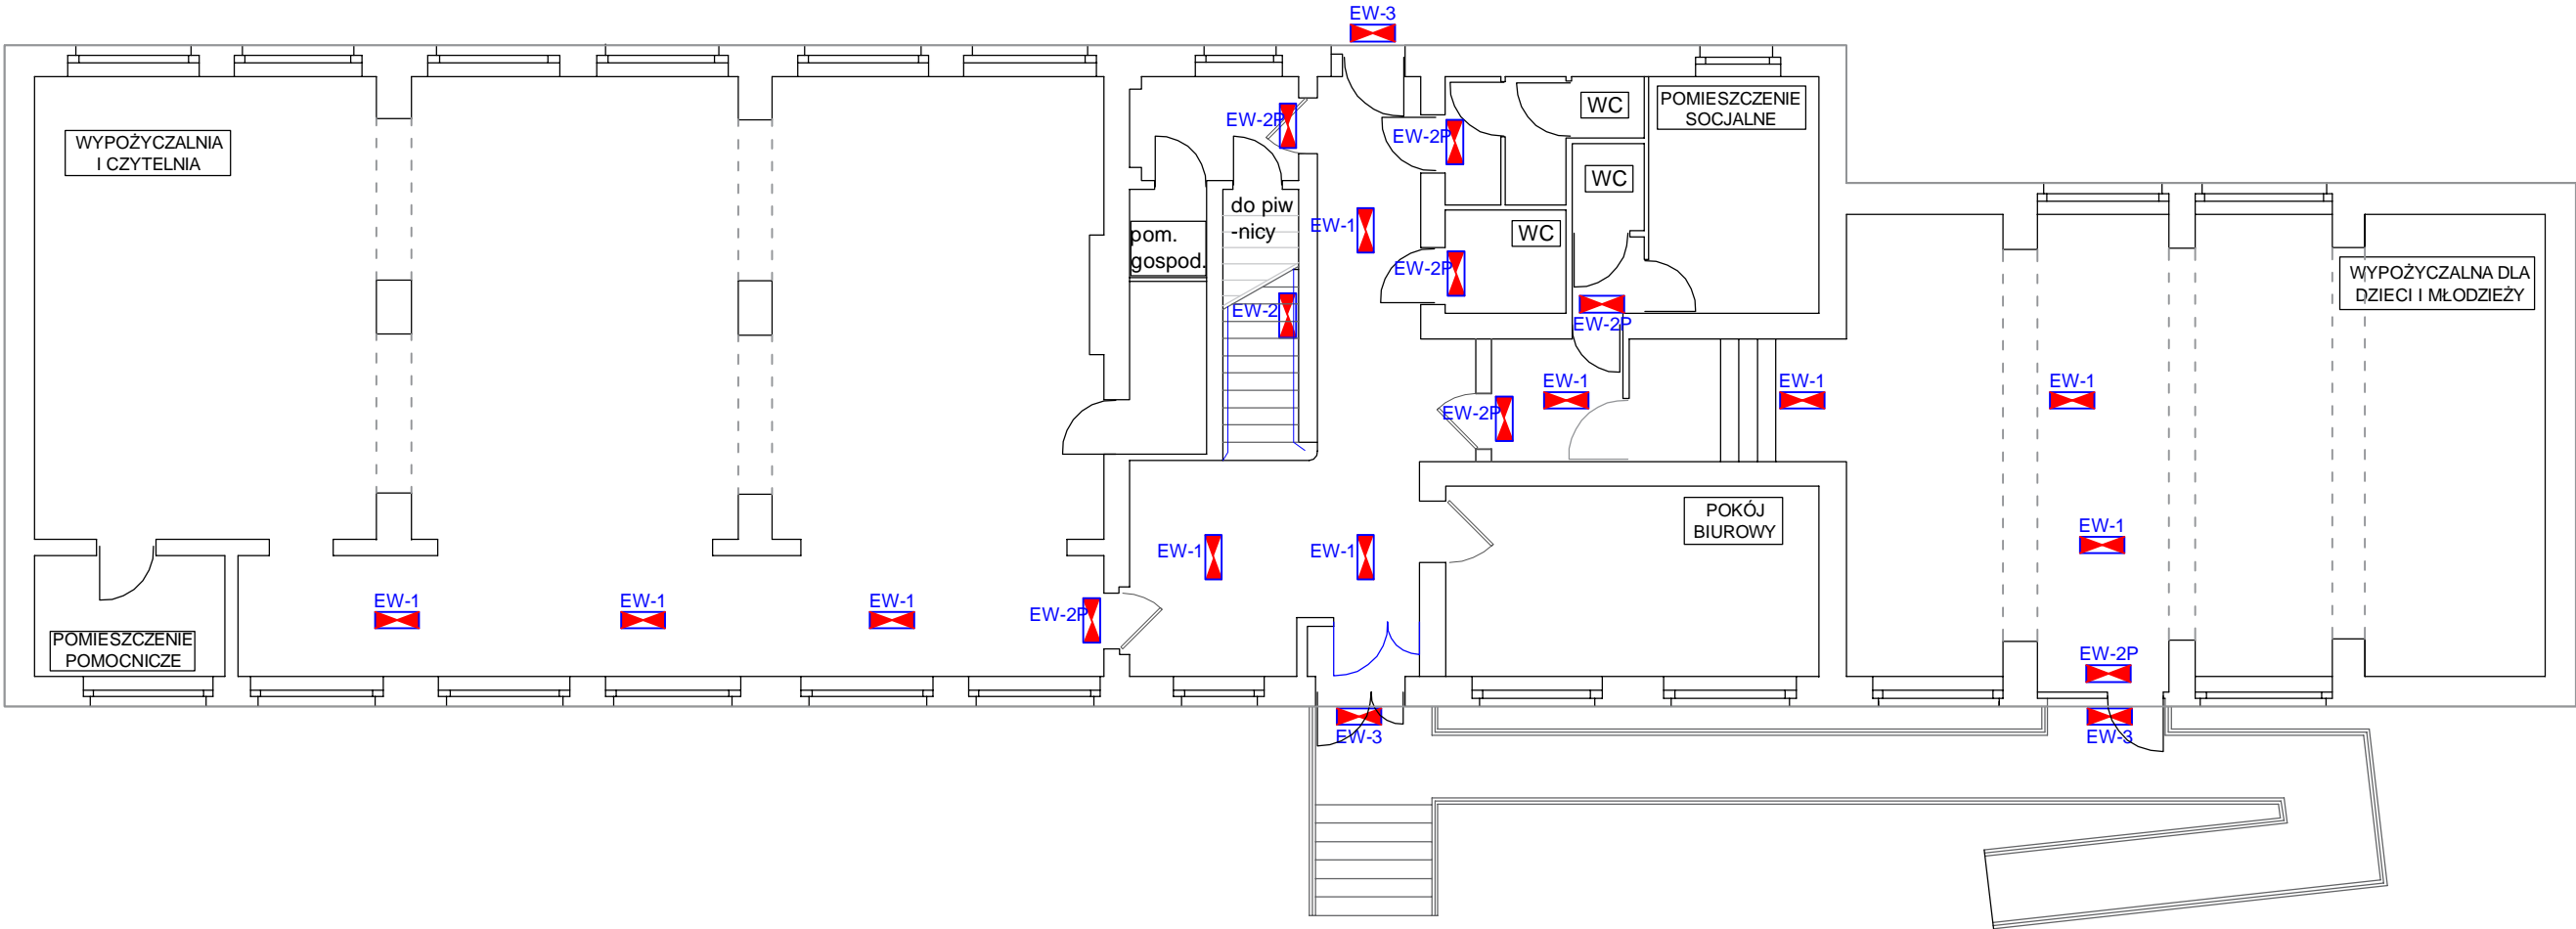 EW-3
WYPOŻYCZALNIA
I CZYTELNIA
EW-2P
EW-2P
WC
POMIESZCZENIE
SOCJALNE
WC
do piw
-nicy
EW-1
WC
pom.
gospod.
EW-2P
WYPOŻYCZALNA DLA
DZIECI I MŁODZIEŻY
EW-2
EW-2P
EW-1
EW-1
EW-1
EW-2P
POKÓJ
BIUROWY
EW-1
EW-1
EW-1
EW-1
EW-1
EW-1
EW-2P
POMIESZCZENIE
POMOCNICZE
EW-2P
EW-3
EW-3